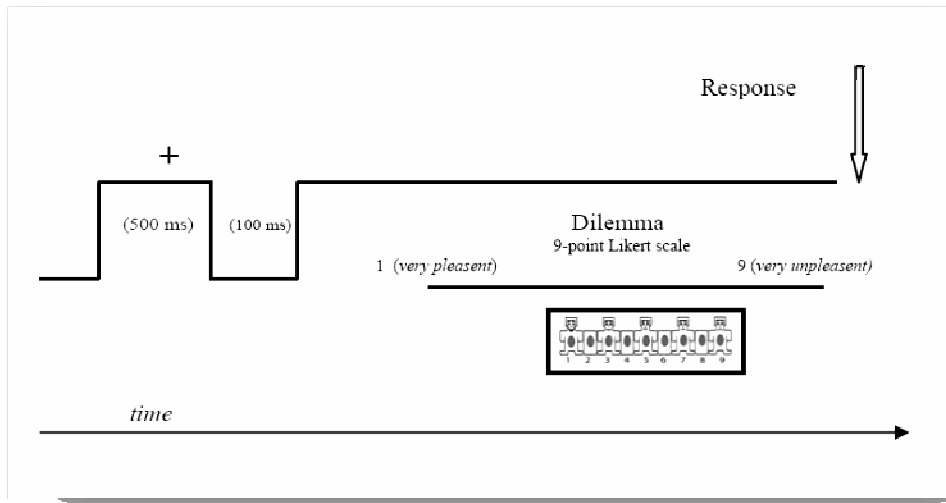 Response
+
(500 ms)
(100 ms)
Dilemma
9-point Likert scale
1 (very pleasent)
9 (very unpleasent)
1 2 3 4 5 6 7 8 9
time